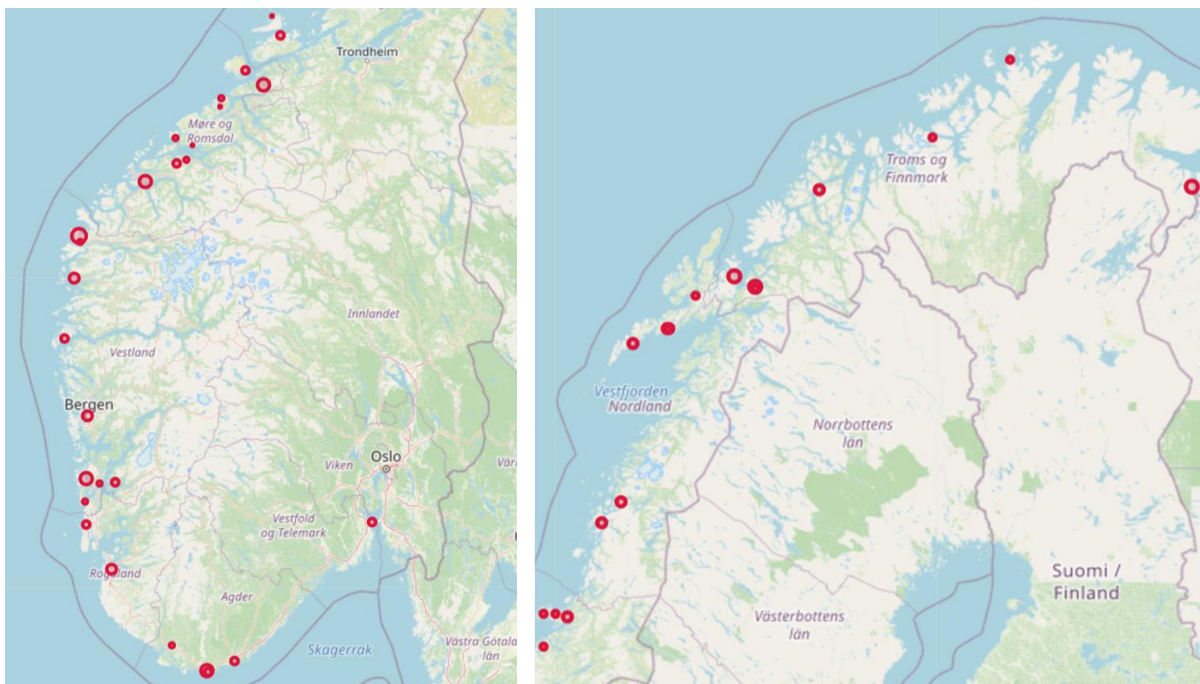 Trondheim
Møre og
Romsdal
Innlandet
Vestland
Bergen
Oslo
Viken
Vestfold
og Telemark
Rogaland
Agder
Skagerrak
Västra Götala
län
Troms og
Finnmark
Vestfjorden
Nordland
Norrbottens
län
Suomi /
Finland
Västerbottens
län